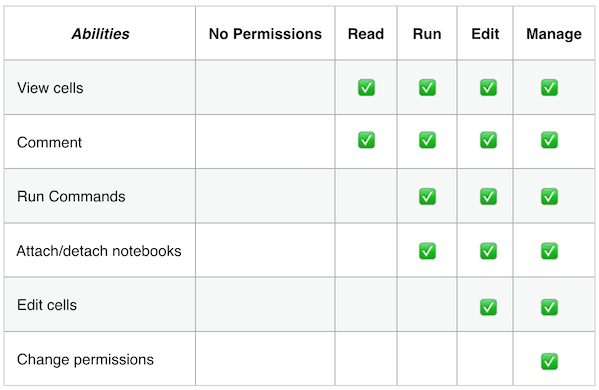 Abilities No Permissions Read Run Edit Manage
View cells ✅ ✅ ✅ ✅
Comment ✅ ✅ ✅ ✅
Run Commands ✅ ✅ ✅
Attach/detach notebooks ✅ ✅ ✅
Edit cells ✅ ✅
Change permissions ✅